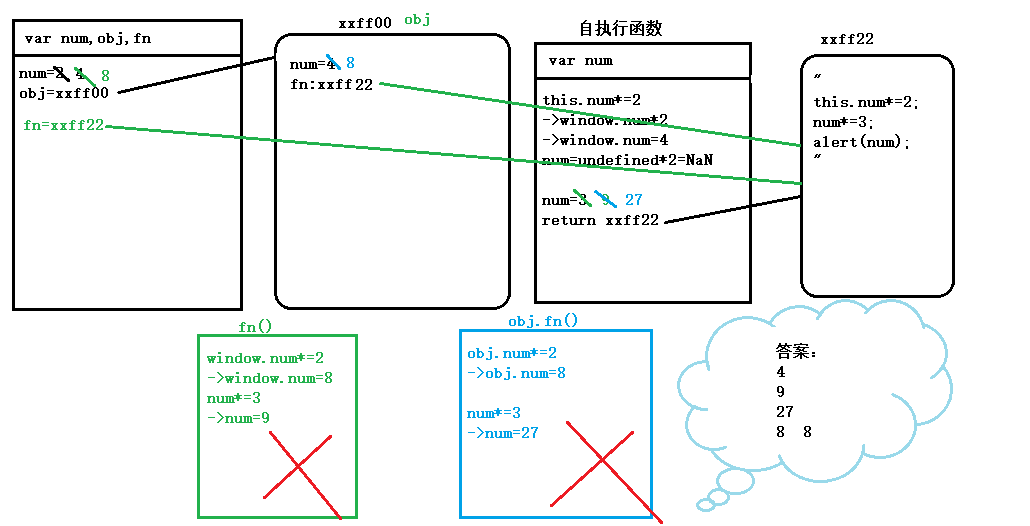 var num,obj,fn
num=2 4 8
obj=xxff00
fn=xxff22
xxff00 obj
num=4 8
fn:xxff22
自执行函数
var num
this.num*=2
->window.num*2
->window.num=4
num=undefined*2=NaN
num=3 9 27
return xxff22
xxff22
"
this.num*=2;
num*=3;
alert(num);
"
fn()
window.num*=2
->window.num=8
num*=3
->num=9
obj.fn()
obj.num*=2
->obj.num=8
num*=3
->num=27
答案:
4
9
27
8 8